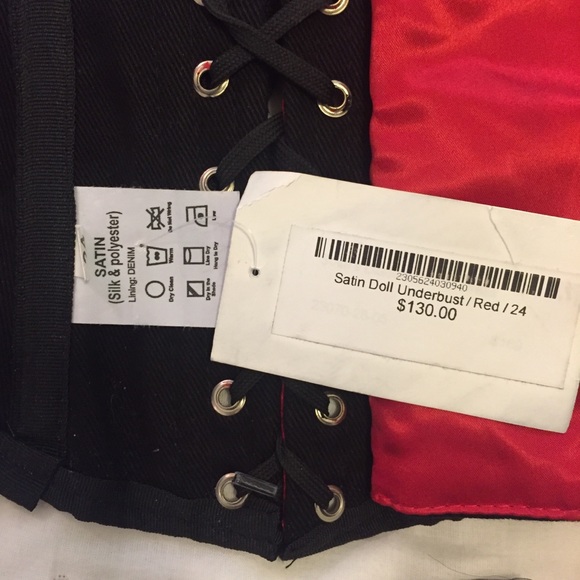 SATIN
(Silk & polyester)
Lining: DENIM
Do Not Wring
Low
Warm
Line Dry
Hang to Dry
Dry Clean
Dry in the
Shade
2305624030940
Satin Doll Underbust / Red / 24
$130.00